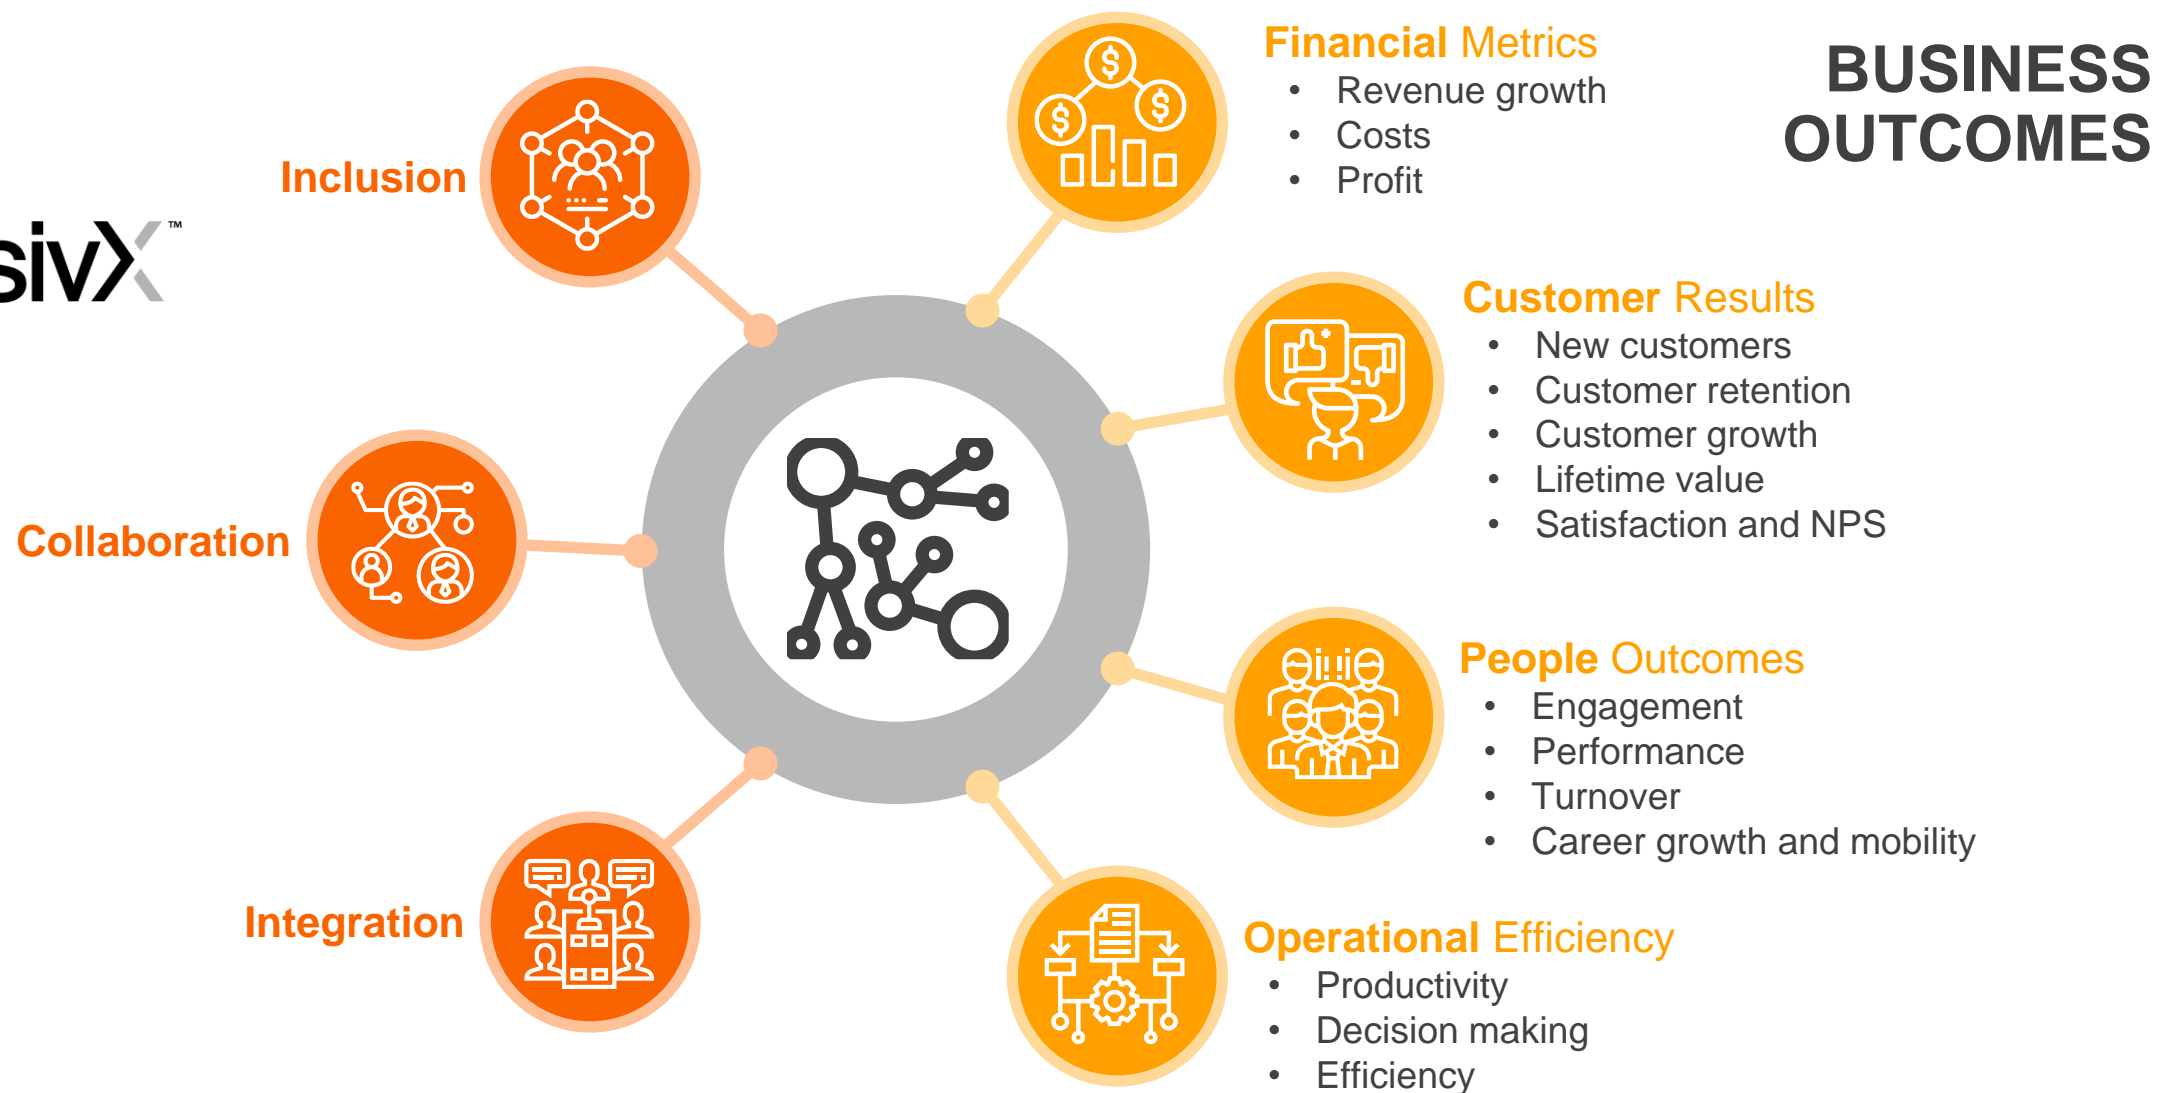 BUSINESS
OUTCOMES
sivX™
Inclusion
Collaboration
Integration
Financial Metrics
• Revenue growth
• Costs
• Profit
Customer Results
• New customers
• Customer retention
• Customer growth
• Lifetime value
• Satisfaction and NPS
People Outcomes
• Engagement
• Performance
• Turnover
• Career growth and mobility
Operational Efficiency
• Productivity
• Decision making
• Efficiency